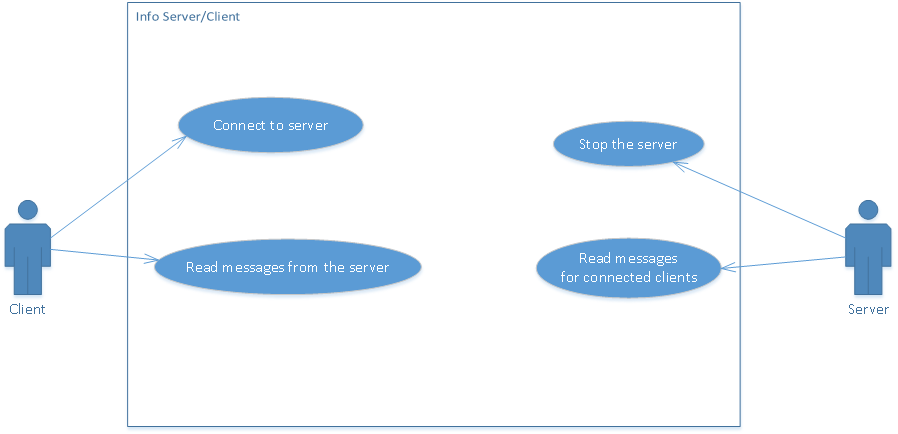 Info Server/Client
Connect to server
Stop the server
Read messages from the server
Read messages
for connected clients
Client
Server